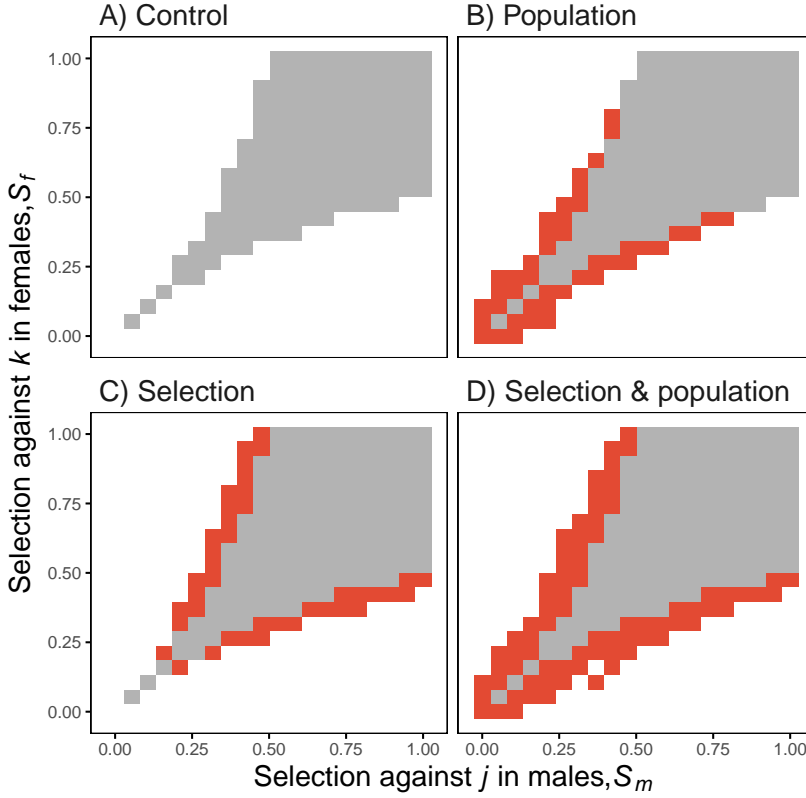 A) Control
B) Population
1.00
0.75
0.50
0.25
0.00
C) Selection
D) Selection & population
1.00
0.75
0.50
0.25
0.00
0.00 0.25 0.50 0.75 1.00
0.00 0.25 0.50 0.75 1.00
Selection against k in females, Sf
Selection against j in males, Sm